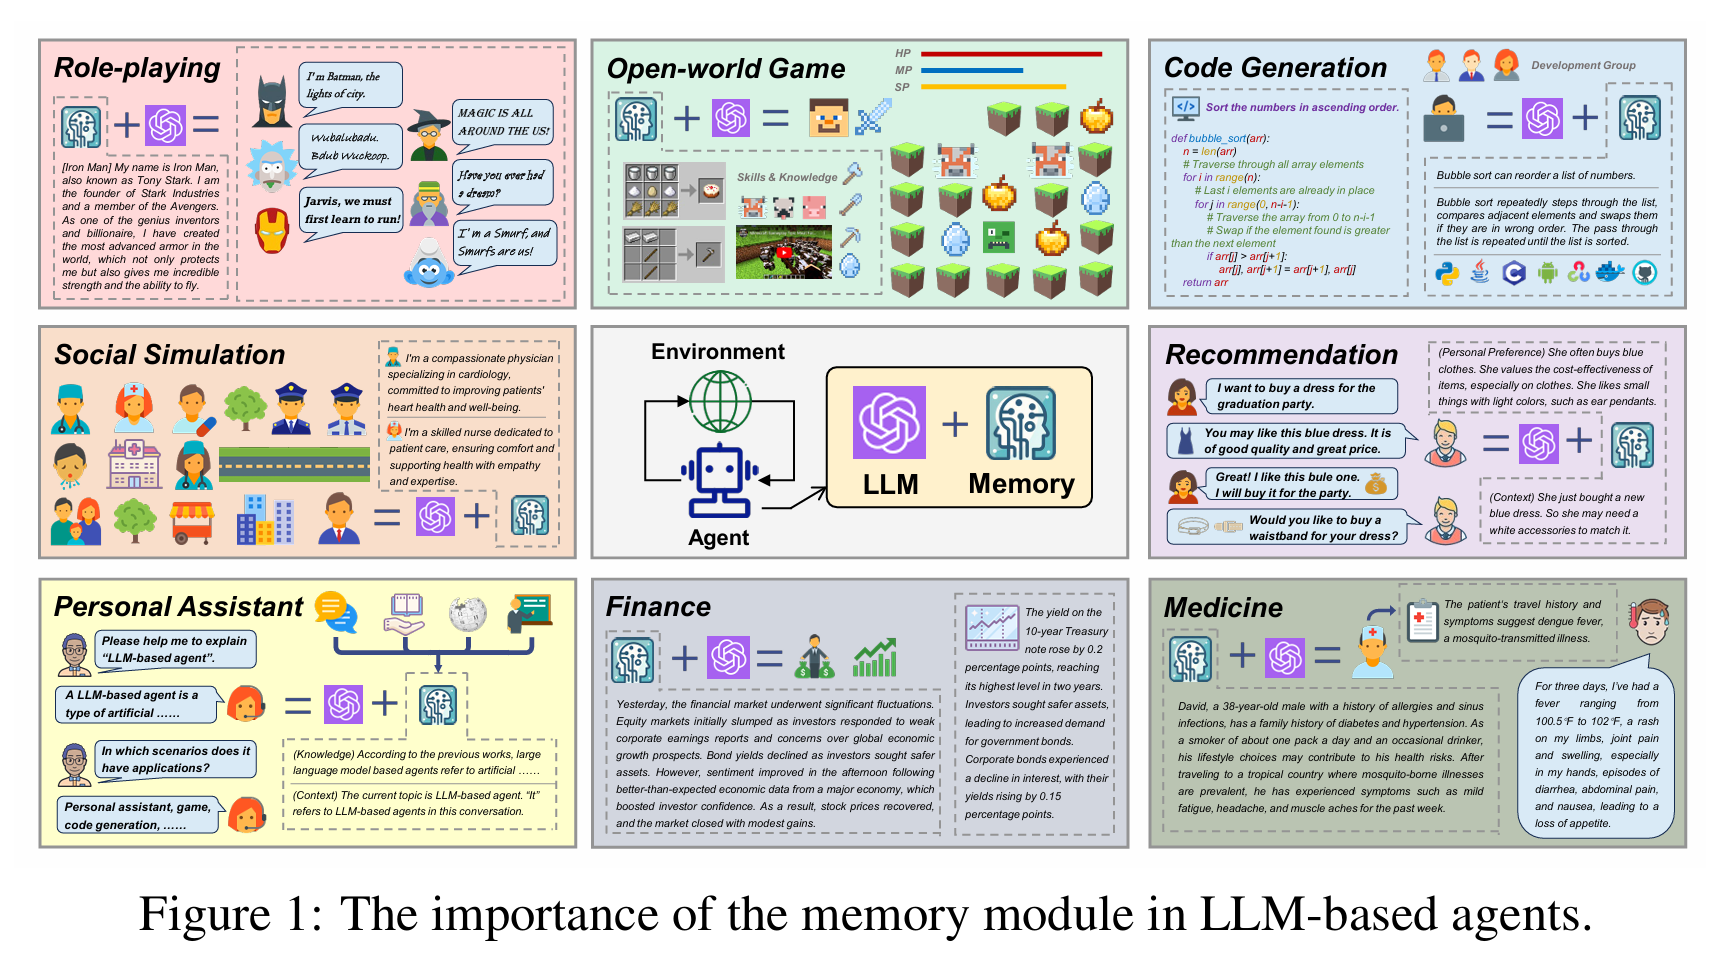 Role-playing
I'm Batman, the
lights of city.
MAGIC IS ALL
AROUND THE US!
Wubalubadu.
Bdub Wuckoop.
Have you ever had
a dream?
Jarvis, we must
first learn to run!
I' m a Smurf, and
Smurfs are us!
[Iron Man] My name is Iron Man,
also known as Tony Stark. I am
the founder of Stark Industries
and a member of the Avengers.
As one of the genius inventors
and billionaire, I have created
the most advanced armor in the
world, which not only protects
me but also gives me incredible
strength and the ability to fly.
Open-world Game
HP
MP
SP
Skills & Knowledge
Code Generation
Development Group
Sort the numbers in ascending order.
def bubble_sort(arr):
n = len(arr)
# Traverse through all array elements
for i in range(n):
# Last i elements are already in place
for j in range(0, n-i-1):
# Traverse the array from 0 to n-i-1
# Swap if the element found is greater
than the next element
if arr[j] > arr[j+1]:
arr[j], arr[j+1] = arr[j+1], arr[j]
return arr
Bubble sort can reorder a list of numbers.
Bubble sort repeatedly steps through the list,
compares adjacent elements and swaps them
if they are in wrong order. The pass through
the list is repeated until the list is sorted.
Social Simulation
I'm a compassionate physician
specializing in cardiology,
committed to improving patients'
heart health and well-being.
I'm a skilled nurse dedicated to
patient care, ensuring comfort and
supporting health with empathy
and expertise.
Environment
Agent
LLM
Memory
Recommendation
I want to buy a dress for the
graduation party.
You may like this blue dress. It is
of good quality and great price.
Great! I like this bule one.
I will buy it for the party.
Would you like to buy a
waistband for your dress?
(Personal Preference) She often buys blue
clothes. She values the cost-effectiveness of
items, especially on clothes. She likes small
things with light colors, such as ear pendants.
(Context) She just bought a new
blue dress. So she may need a
white accessories to match it.
Personal Assistant
Please help me to explain
“LLM-based agent”.
A LLM-based agent is a
type of artificial ……
In which scenarios does it
have applications?
Personal assistant, game,
code generation, ……
(Knowledge) According to the previous works, large
language model based agents refer to artificial ……
(Context) The current topic is LLM-based agent. “It”
refers to LLM-based agents in this conversation.
Finance
Yesterday, the financial market underwent significant fluctuations.
Equity markets initially slumped as investors responded to weak
corporate earnings reports and concerns over global economic
growth prospects. Bond yields declined as investors sought safer
assets. However, sentiment improved in the afternoon following
better-than-expected economic data from a major economy, which
boosted investor confidence. As a result, stock prices recovered,
and the market closed with modest gains.
The yield on the
10-year Treasury
note rose by 0.2
percentage points, reaching
its highest level in two years.
Investors sought safer assets,
leading to increased demand
for government bonds.
Corporate bonds experienced
a decline in interest, with their
yields rising by 0.15
percentage points.
Medicine
The patient's travel history and
symptoms suggest dengue fever,
a mosquito-transmitted illness.
David, a 38-year-old male with a history of allergies and sinus
infections, has a family history of diabetes and hypertension. As
a smoker of about one pack a day and an occasional drinker,
his lifestyle choices may contribute to his health risks. After
traveling to a tropical country where mosquito-borne illnesses
are prevalent, he has experienced symptoms such as mild
fatigue, headache, and muscle aches for the past week.
For three days, I've had a
fever ranging from
100.5°F to 102°F, a rash
on my limbs, joint pain
and swelling, especially
in my hands, episodes of
diarrhea, abdominal pain,
and nausea, leading to a
loss of appetite.
Figure 1: The importance of the memory module in LLM-based agents.